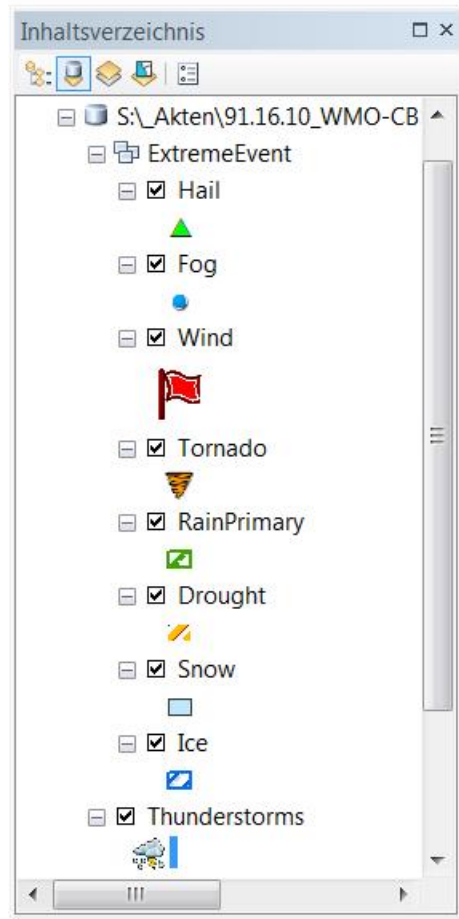 Inhaltsverzeichnis
S:\_Akten\91.16.10_WMO-CB
ExtremeEvent
Hail
Fog
Wind
Tornado
RainPrimary
Drought
Snow
Ice
Thunderstorms